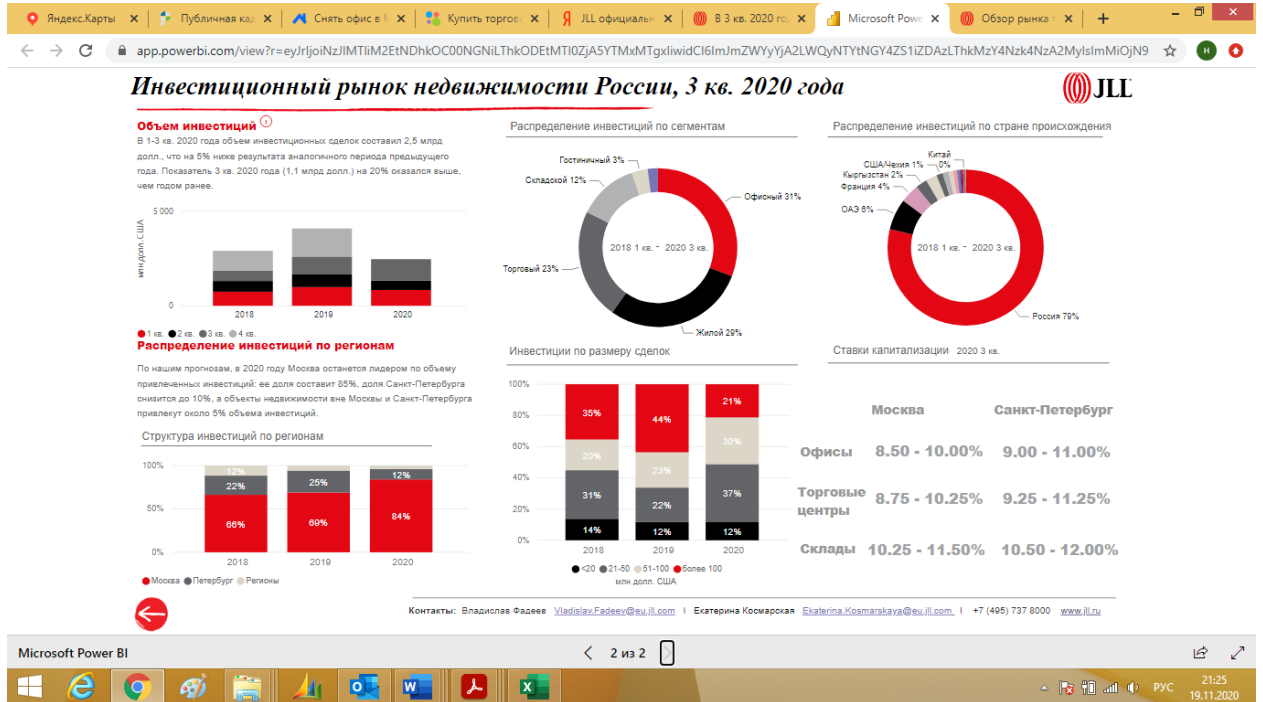 Яндекс.Карты
Публичная кад
Снять офис в М
Купить торгов
JLL официальн
В 3 кв. 2020 го
Microsoft Powe
Обзор рынка т
app.powerbi.com/view?r=
H
Инвестиционный рынок недвижимости России, 3 кв. 2020 года
JLL
Объем инвестиций
В 1-3 кв. 2020 года объем инвестиционных сделок составил 2,5 млрд
долл., что на 5% ниже результата аналогичного периода предыдущего
года. Показатель 3 кв. 2020 года (1,1 млрд долл.) на 20% оказался выше,
чем годом ранее.
5 000
млн долл. США
0
2018 2019 2020
1 кв. 2 кв. 3 кв. 4 кв.
Распределение инвестиций по регионам
По нашим прогнозам, в 2020 году Москва останется лидером по объему
привлеченных инвестиций: ее доля составит 85%, доля Санкт-Петербурга
снизится до 10%, а объекты недвижимости вне Москвы и Санкт-Петербурга
привлекут около 5% объема инвестиций.
Структура инвестиций по регионам
100%
50%
0%
12%
22%
66%
25%
69%
12%
84%
2018 2019 2020
Москва Петербург Регионы
Распределение инвестиций по сегментам
Гостиничный 3%
Складской 12%
Офисный 31%
2018 1 кв. - 2020 3 кв.
Торговый 23%
Жилой 29%
Инвестиции по размеру сделок
100%
80%
60%
40%
20%
0%
35%
20%
31%
14%
44%
23%
22%
12%
21%
30%
37%
12%
2018 2019 2020
<20 21-50 51-100 более 100
млн долл. США
Распределение инвестиций по стране происхождения
Китай
0%
США/Чехия 1%
Кыргызстан 2%
Франция 4%
ОАЭ 6%
2018 1 кв. - 2020 3 кв.
Россия 79%
Ставки капитализации 2020 3 кв.
Москва Санкт-Петербург
Офисы 8.50 - 10.00% 9.00 - 11.00%
Торговые
центры 8.75 - 10.25% 9.25 - 11.25%
Склады 10.25 - 11.50% 10.50 - 12.00%
Контакты: Владислав Фадеев Vladislav.Fadeev@eu.jll.com I Екатерина Космарская Ekaterina.Kosmarskaya@eu.jll.com I +7 (495) 737 8000 www.jll.ru
Microsoft Power BI
2 из 2
РУС
21:25
19.11.2020